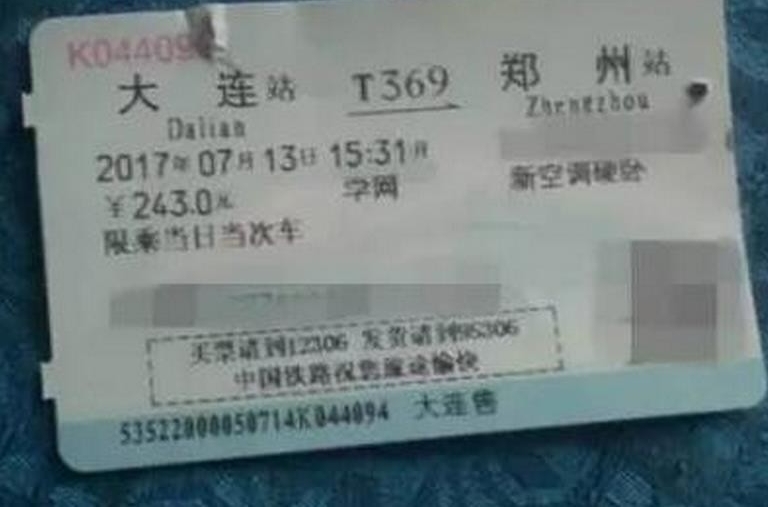 K04409
大连站 T369 郑州站
Dalian Zhengzhou
2017年07月13日 15:31开
¥243.0元 学网 新空调硬卧
限乘当日当次车
买票请到12306 发货请到95306
中国铁路祝您旅途愉快
53522000050714K044094 大连售